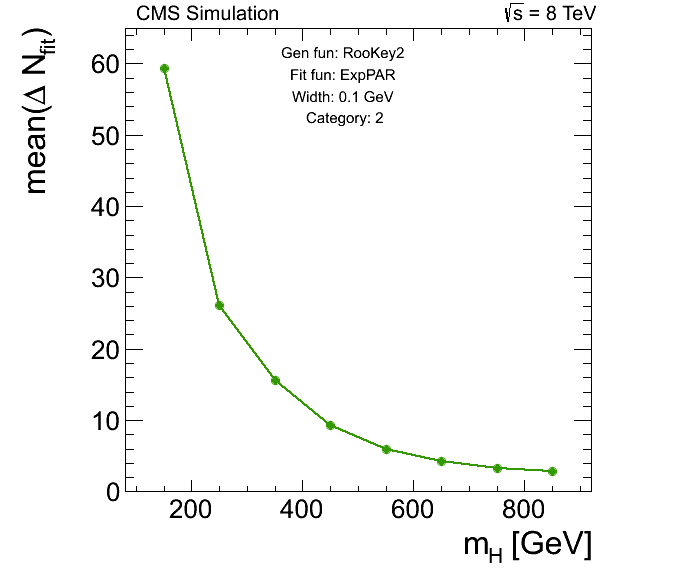 CMS Simulation
√s = 8 TeV
Gen fun: RooKey2
Fit fun: ExpPAR
Width: 0.1 GeV
Category: 2
mean(Δ N_fit)
60
50
40
30
20
10
0
200 400 600 800
m_H [GeV]